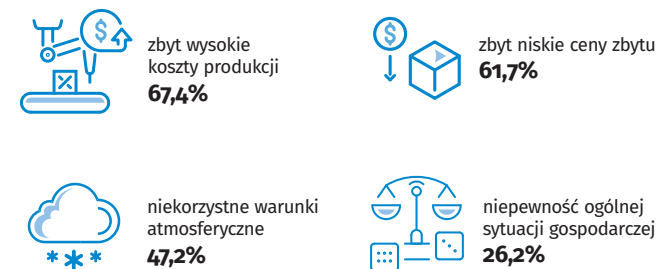 zbyt wysokie
koszty produkcji
67,4%
zbyt niskie ceny zbytu
61,7%
niekorzystne warunki
atmosferyczne
47,2%
niepewność ogólnej
sytuacji gospodarczej
26,2%